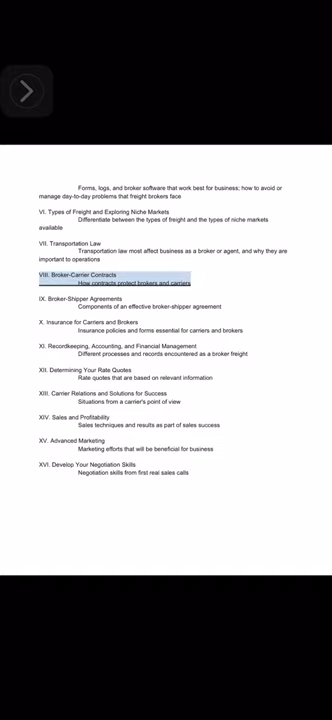 Forms, logs, and broker software that work best for business; how to avoid or
manage day-to-day problems that freight brokers face
VI. Types of Freight and Exploring Niche Markets
Differentiate between the types of freight and the types of niche markets
available
VII. Transportation Law
Transportation law most affect business as a broker or agent, and why they are
important to operations
VIII. Broker-Carrier Contracts
How contracts protect brokers and carriers
IX. Broker-Shipper Agreements
Components of an effective broker-shipper agreement
X. Insurance for Carriers and Brokers
Insurance policies and forms essential for carriers and brokers
XI. Recordkeeping, Accounting, and Financial Management
Different processes and records encountered as a broker freight
XII. Determining Your Rate Quotes
Rate quotes that are based on relevant information
XIII. Carrier Relations and Solutions for Success
Situations from a carrier's point of view
XIV. Sales and Profitability
Sales techniques and results as part of sales success
XV. Advanced Marketing
Marketing efforts that will be beneficial for business
XVI. Develop Your Negotiation Skills
Negotiation skills from first real sales calls